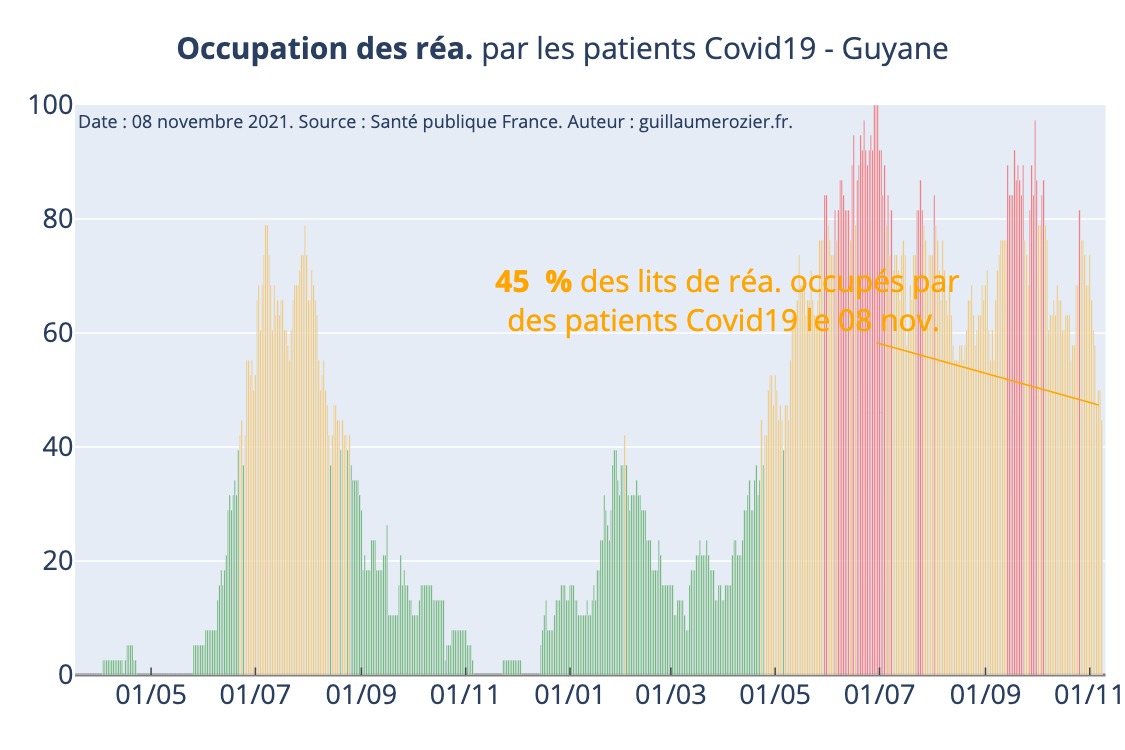 Occupation des réa. par les patients Covid19 - Guyane
100
Date : 08 novembre 2021. Source : Santé publique France. Auteur : guillaumerozier.fr.
80
45 % des lits de réa. occupés par
des patients Covid19 le 08 nov.
60
40
20
0
01/05 01/07 01/09 01/11 01/01 01/03 01/05 01/07 01/09 01/11